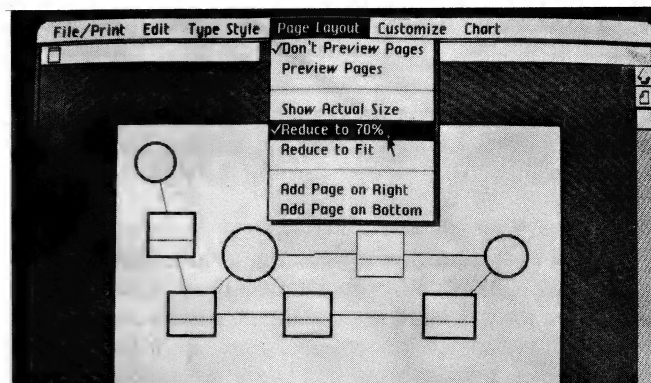 File/Print Edit Type Style Page Layout Customize Chart
✓Don't Preview Pages
Preview Pages
Show Actual Size
✓Reduce to 70%
Reduce to Fit
Add Page on Right
Add Page on Bottom